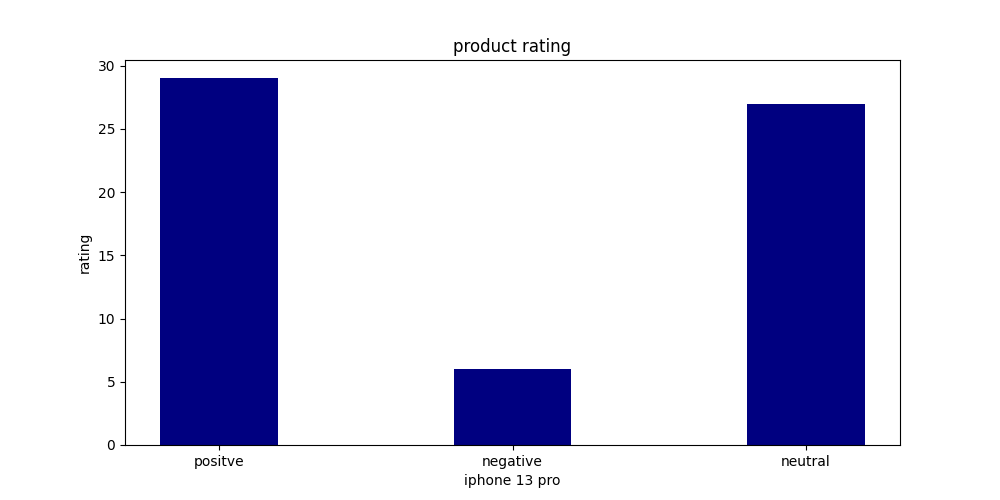 product rating
30
25
20
15
10
5
0
rating
positve
negative
neutral
iphone 13 pro